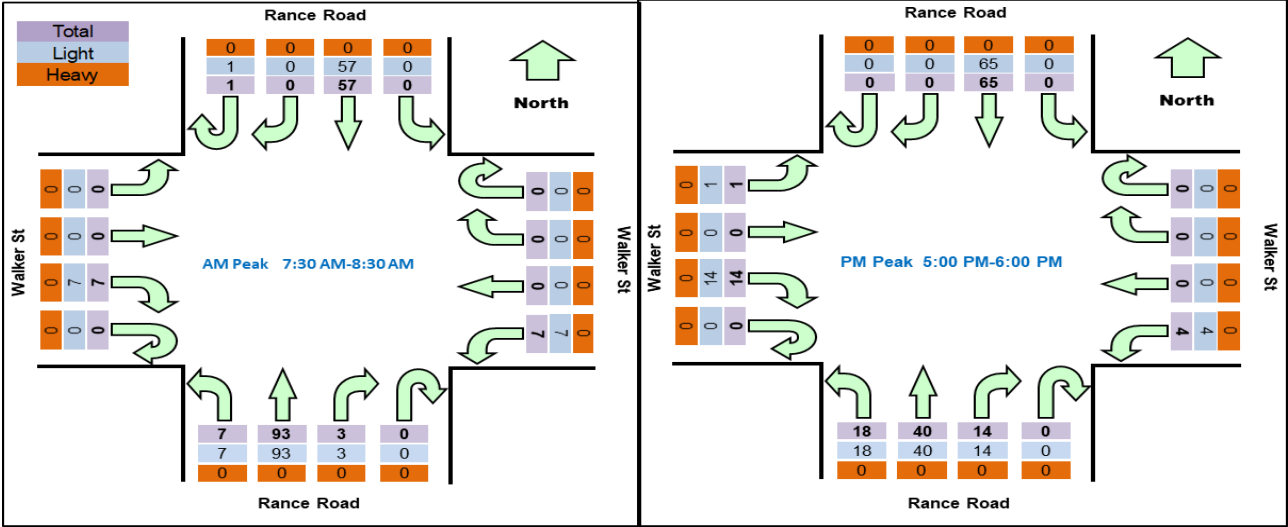 Rance Road
Total
Light
Heavy
0 0 0 0
1 0 57 0
1 0 57 0
North
Walker St
0 0 0
0 0 0
0 7 7
0 0 0
AM Peak 7:30 AM-8:30 AM
0 0 0
0 0 0
0 0 0
7 7 0
Walker St
7 93 3 0
7 93 3 0
0 0 0 0
Rance Road
Rance Road
0 0 0 0
0 0 65 0
0 0 65 0
North
Walker St
0 1 1
0 0 0
0 14 14
0 0 0
PM Peak 5:00 PM-6:00 PM
0 0 0
0 0 0
0 0 0
4 4 0
Walker St
18 40 14 0
18 40 14 0
0 0 0 0
Rance Road